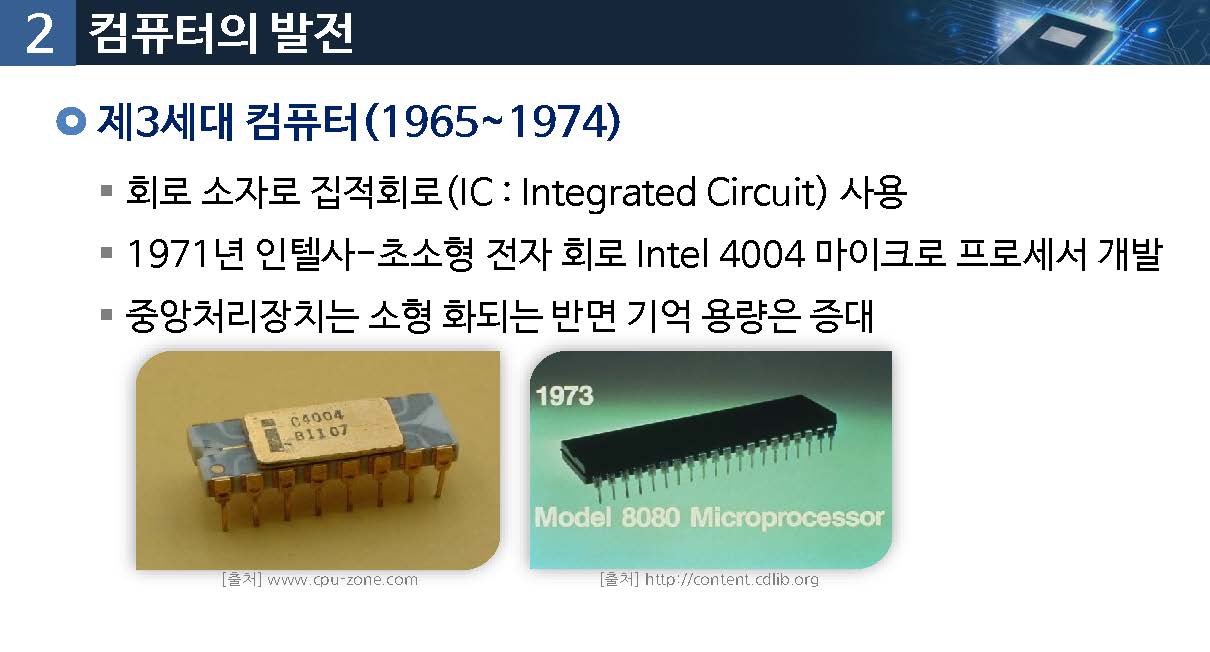 2 컴퓨터의 발전
제3세대 컴퓨터(1965~1974)
회로 소자로 집적회로(IC : Integrated Circuit) 사용
1971년 인텔사-초소형 전자 회로 Intel 4004 마이크로 프로세서 개발
중앙처리장치는 소형 화되는 반면 기억 용량은 증대
C4004
B1107
1973
Model 8080 Microprocessor
[출처] www.cpu-zone.com
[출처] http://content.cdlib.org